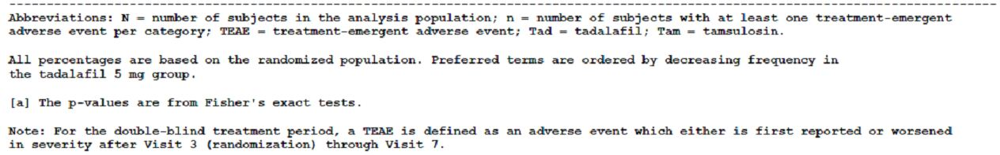 Abbreviations: N = number of subjects in the analysis population; n = number of subjects with at least one treatment-emergent
adverse event per category; TEAE = treatment-emergent adverse event; Tad = tadalafil; Tam = tamsulosin.
All percentages are based on the randomized population. Preferred terms are ordered by decreasing frequency in
the tadalafil 5 mg group.
[a] The p-values are from Fisher's exact tests.
Note: For the double-blind treatment period, a TEAE is defined as an adverse event which either is first reported or worsened
in severity after Visit 3 (randomization) through Visit 7.